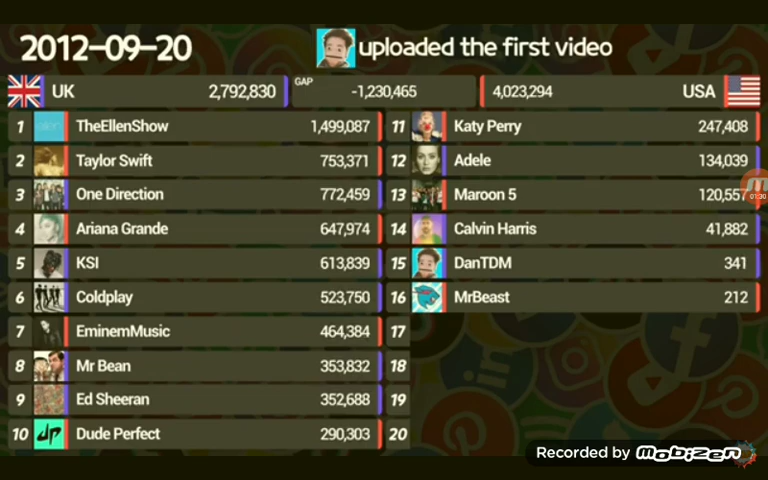 2012-09-20 uploaded the first video
UK 2,792,830 GAP -1,230,465 4,023,294 USA
1 TheEllenShow 1,499,087
2 Taylor Swift 753,371
3 One Direction 772,459
4 Ariana Grande 647,974
5 KSI 613,839
6 Coldplay 523,750
7 EminemMusic 464,384
8 Mr Bean 353,832
9 Ed Sheeran 352,688
10 dp Dude Perfect 290,303
11 Katy Perry 247,408
12 Adele 134,039
13 Maroon 5 120,557
14 Calvin Harris 41,882
15 DanTDM 341
16 MrBeast 212
17
18
19
20
Recorded by MOBIZEN